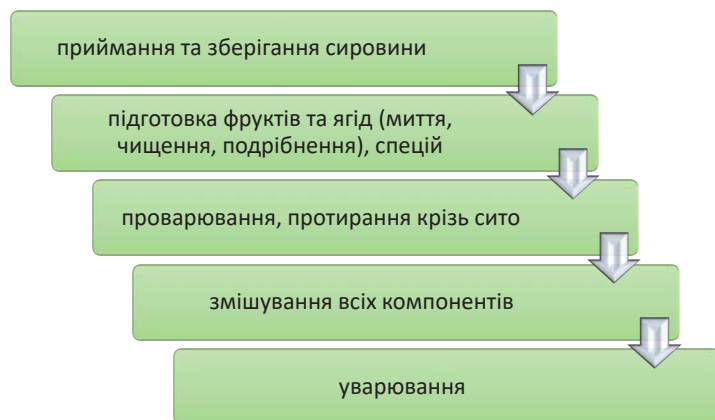 приймання та зберігання сировини
підготовка фруктів та ягід (миття,
чищення, подрібнення), спецій
проварювання, протирання крізь сито
змішування всіх компонентів
уварювання